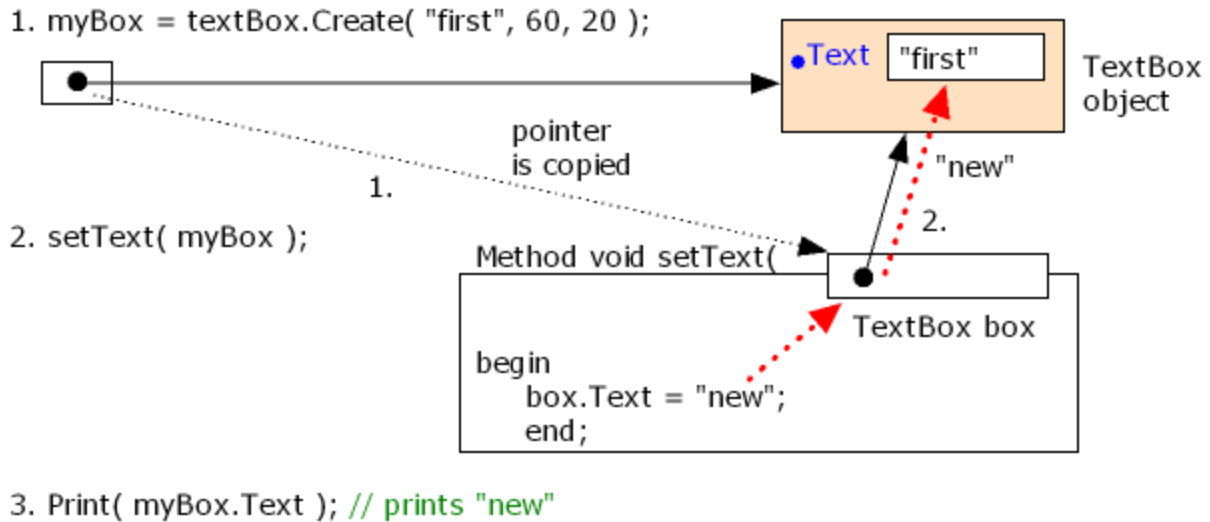 1. myBox = textBox.Create( "first", 60, 20 );
Text
"first"
TextBox
object
pointer
is copied
1.
"new"
2.
2. setText( myBox );
Method void setText(
TextBox box
begin
box.Text = "new";
end;
3. Print( myBox.Text ); // prints "new"